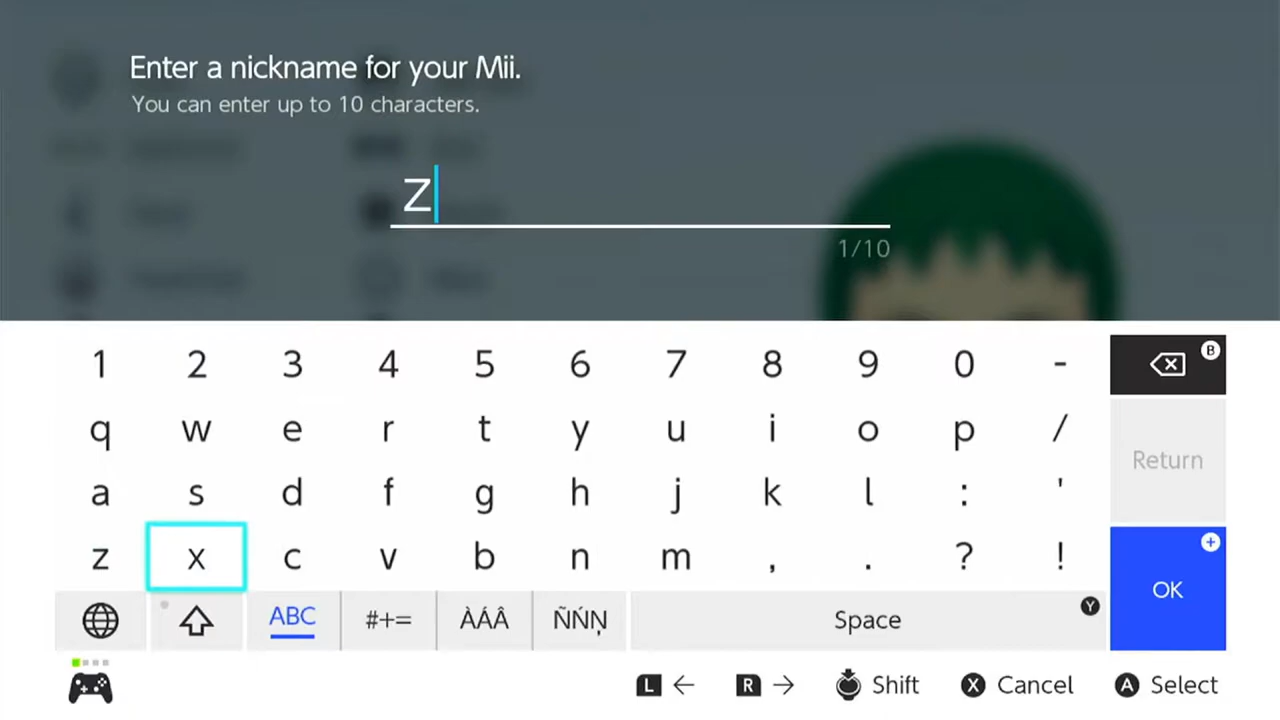 Enter a nickname for your Mii.
You can enter up to 10 characters.
Z
1/10
1 2 3 4 5 6 7 8 9 0 - B
q w e r t y u i o p /
Return
a s d f g h j k l : '
z x c v b n m , . ? ! +
OK
ABC #+= ÀÁÂ ÑŃŅ Space Y
L ← R → Shift X Cancel A Select